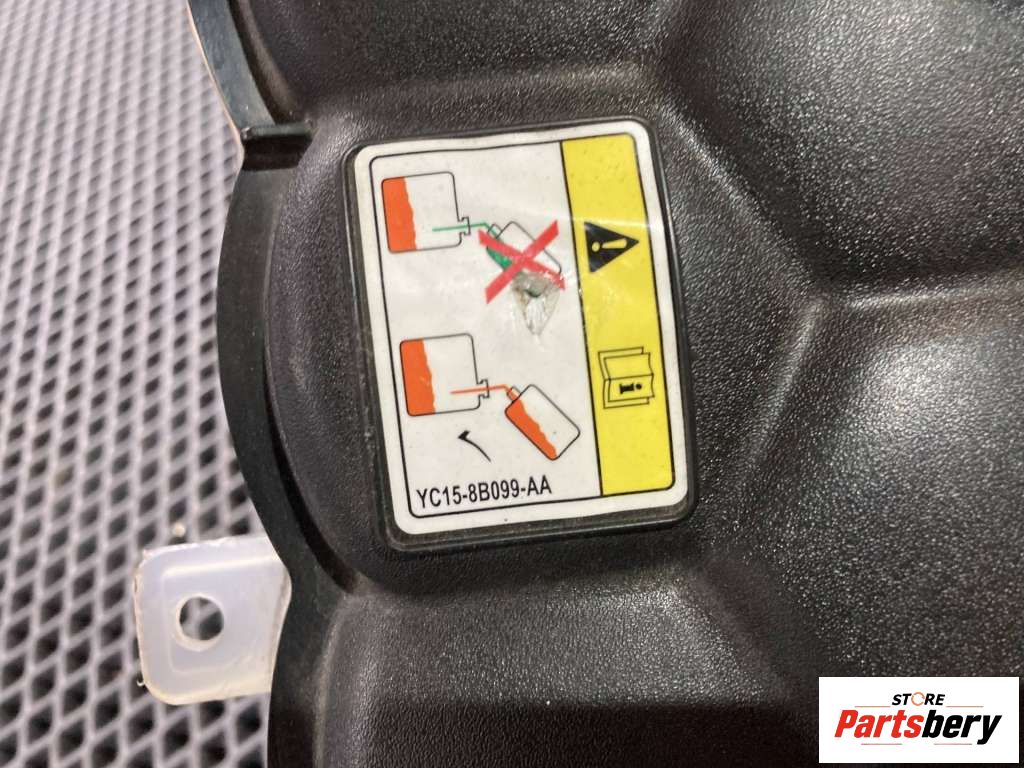 i
YC15-8B099-AA
STORE
Partsbery